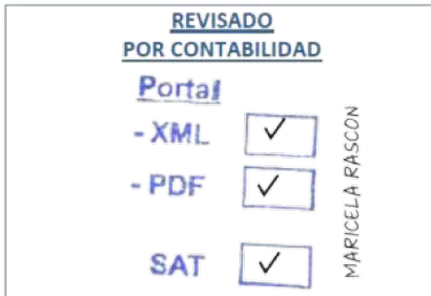 REVISADO
POR CONTABILIDAD
Portal
- XML ✓
- PDF ✓
SAT ✓
MARICELA RASCON